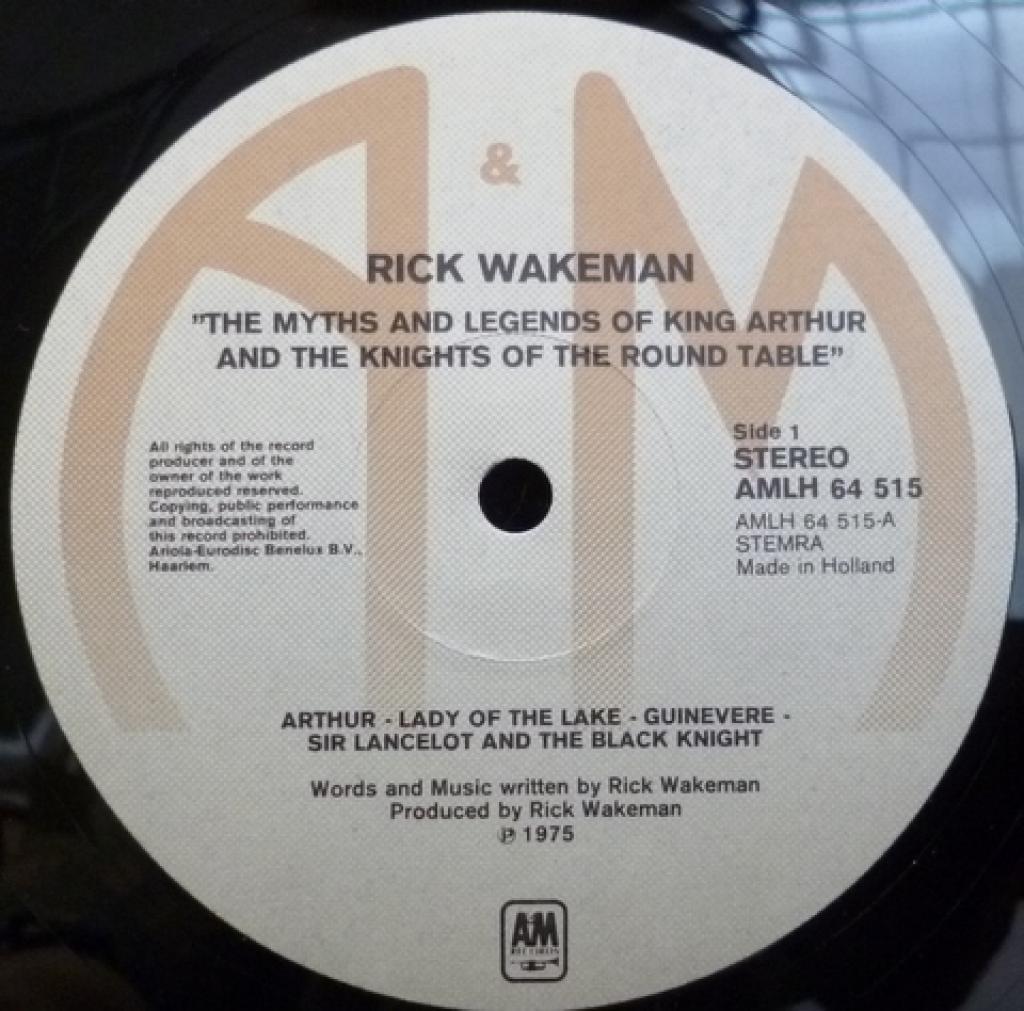 A & M
RICK WAKEMAN
"THE MYTHS AND LEGENDS OF KING ARTHUR
AND THE KNIGHTS OF THE ROUND TABLE"
All rights of the record
producer and of the
owner of the work
reproduced reserved.
Copying, public performance
and broadcasting of
this record prohibited.
Ariola-Eurodisc Benelux B.V.,
Haarlem.
Side 1
STEREO
AMLH 64 515
AMLH 64 515-A
STEMRA
Made in Holland
ARTHUR - LADY OF THE LAKE - GUINEVERE -
SIR LANCELOT AND THE BLACK KNIGHT
Words and Music written by Rick Wakeman
Produced by Rick Wakeman
℗ 1975
A&M
RECORDS